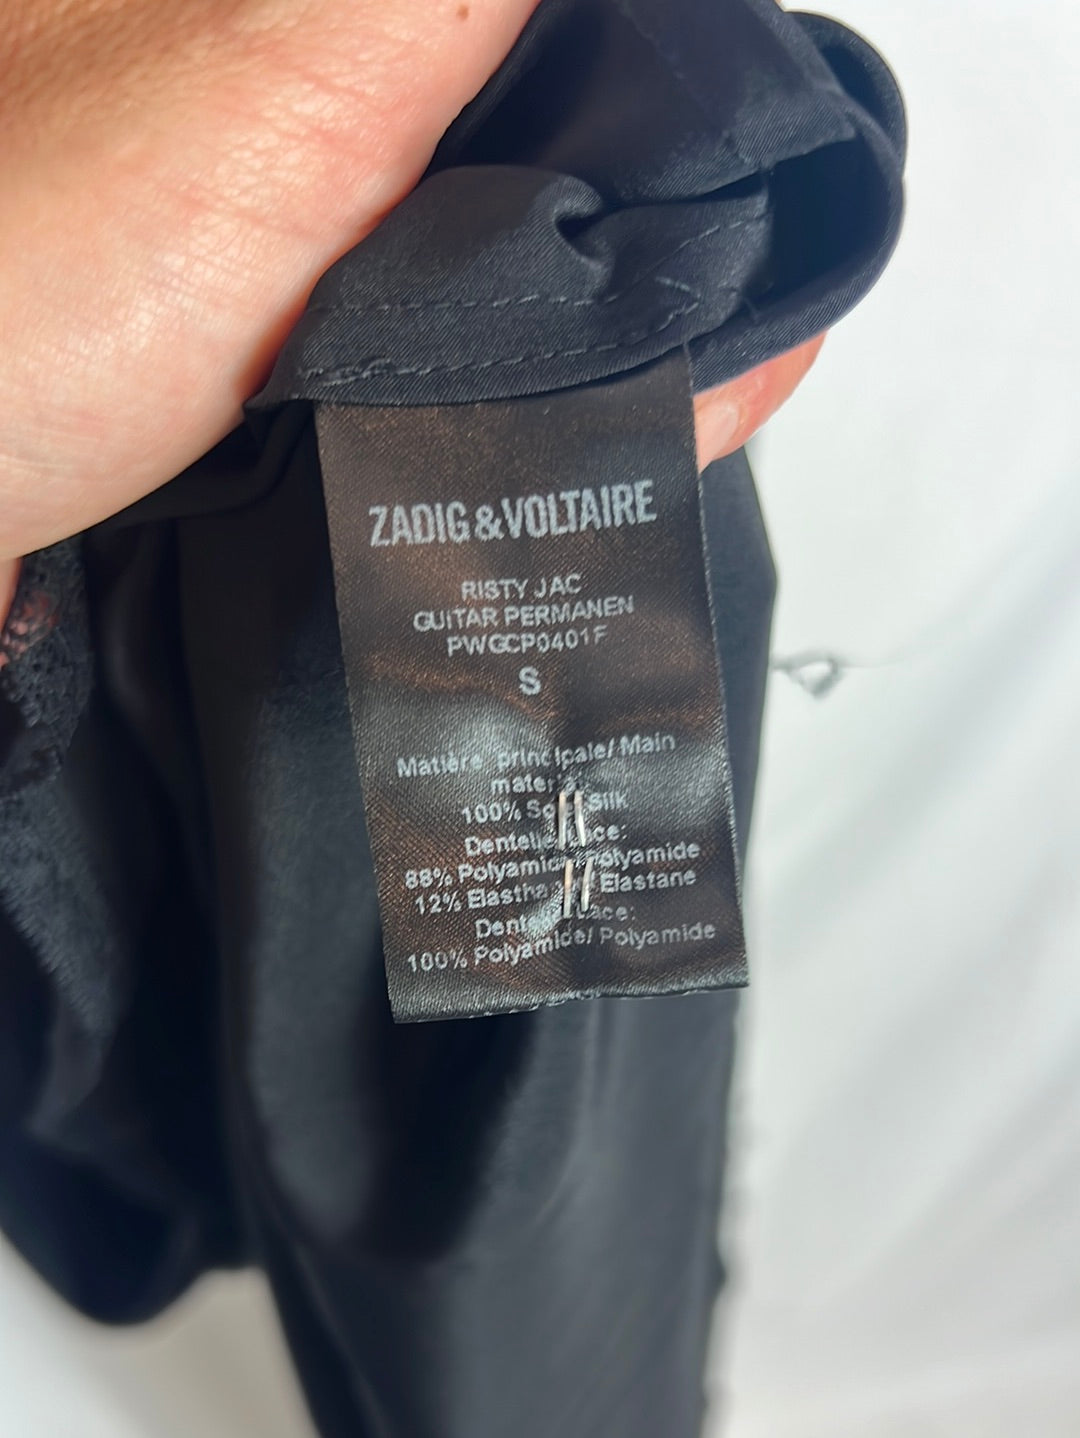 ZADIG&VOLTAIRE
RISTY JAC
GUITAR PERMANEN
PWGCP0401F
S
Matière principale/ Main
100% Silk
88% Polyamide/ Polyamide
12% Elastane
100% Polyamide/ Polyamide